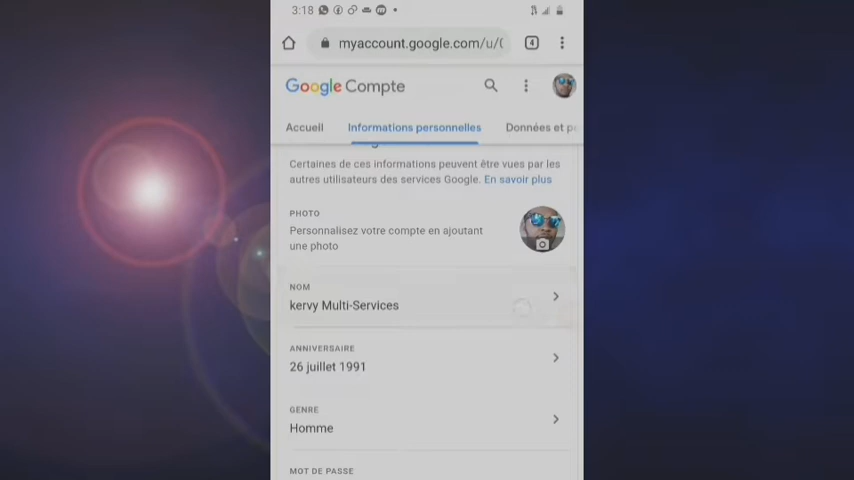 3:18
myaccount.google.com/u/
4
Google Compte
Accueil
Informations personnelles
Données et
Certaines de ces informations peuvent être vues par les
autres utilisateurs des services Google. En savoir plus
PHOTO
Personnalisez votre compte en ajoutant
une photo
NOM
kervy Multi-Services
ANNIVERSAIRE
26 juillet 1991
GENRE
Homme
MOT DE PASSE